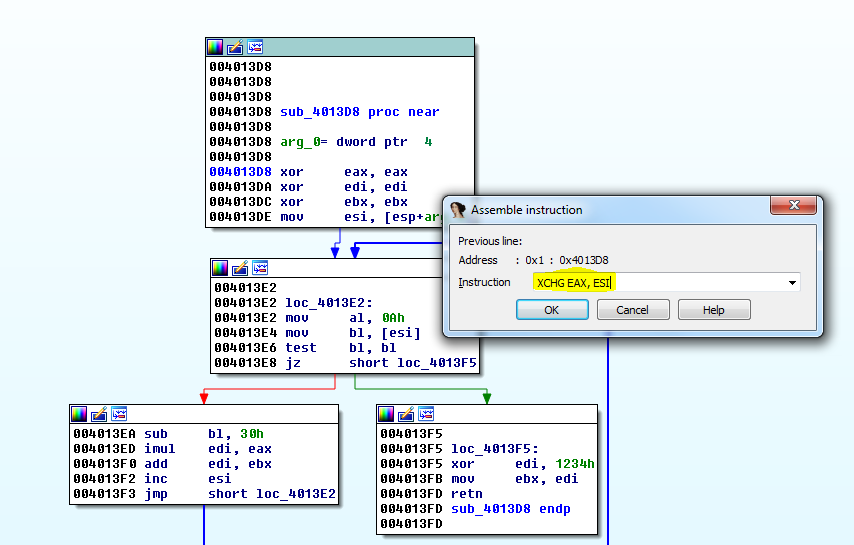 004013D8
004013D8
004013D8
004013D8 sub_4013D8 proc near
004013D8
004013D8 arg_0= dword ptr 4
004013D8
004013D8 xor eax, eax
004013DA xor edi, edi
004013DC xor ebx, ebx
004013DE mov esi, [esp+arg
Assemble instruction
Previous line:
Address : 0x1 : 0x4013D8
Instruction XCHG EAX, ESI
OK Cancel Help
004013E2
004013E2 loc_4013E2:
004013E2 mov al, 0Ah
004013E4 mov bl, [esi]
004013E6 test bl, bl
004013E8 jz short loc_4013F5
004013EA sub bl, 30h
004013ED imul edi, eax
004013F0 add edi, ebx
004013F2 inc esi
004013F3 jmp short loc_4013E2
004013F5
004013F5 loc_4013F5:
004013F5 xor edi, 1234h
004013FB mov ebx, edi
004013FD retn
004013FD sub_4013D8 endp
004013FD